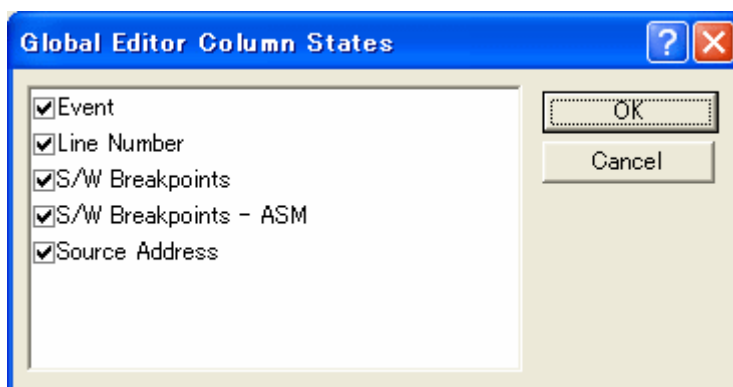 Global Editor Column States
Event
Line Number
S/W Breakpoints
S/W Breakpoints - ASM
Source Address
OK
Cancel